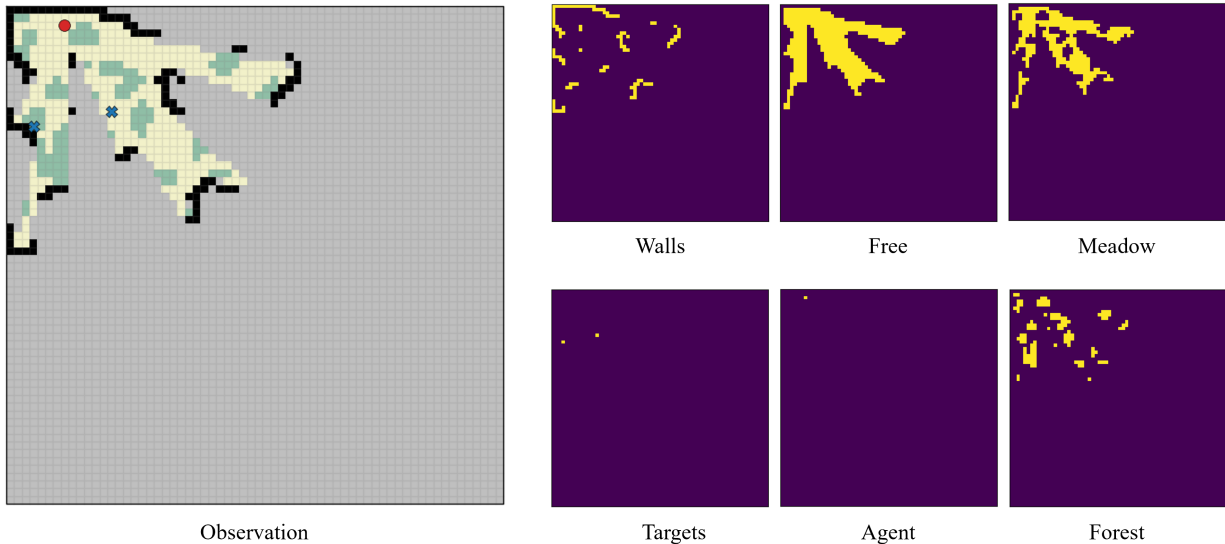 Walls
Free
Meadow
Observation
Targets
Agent
Forest